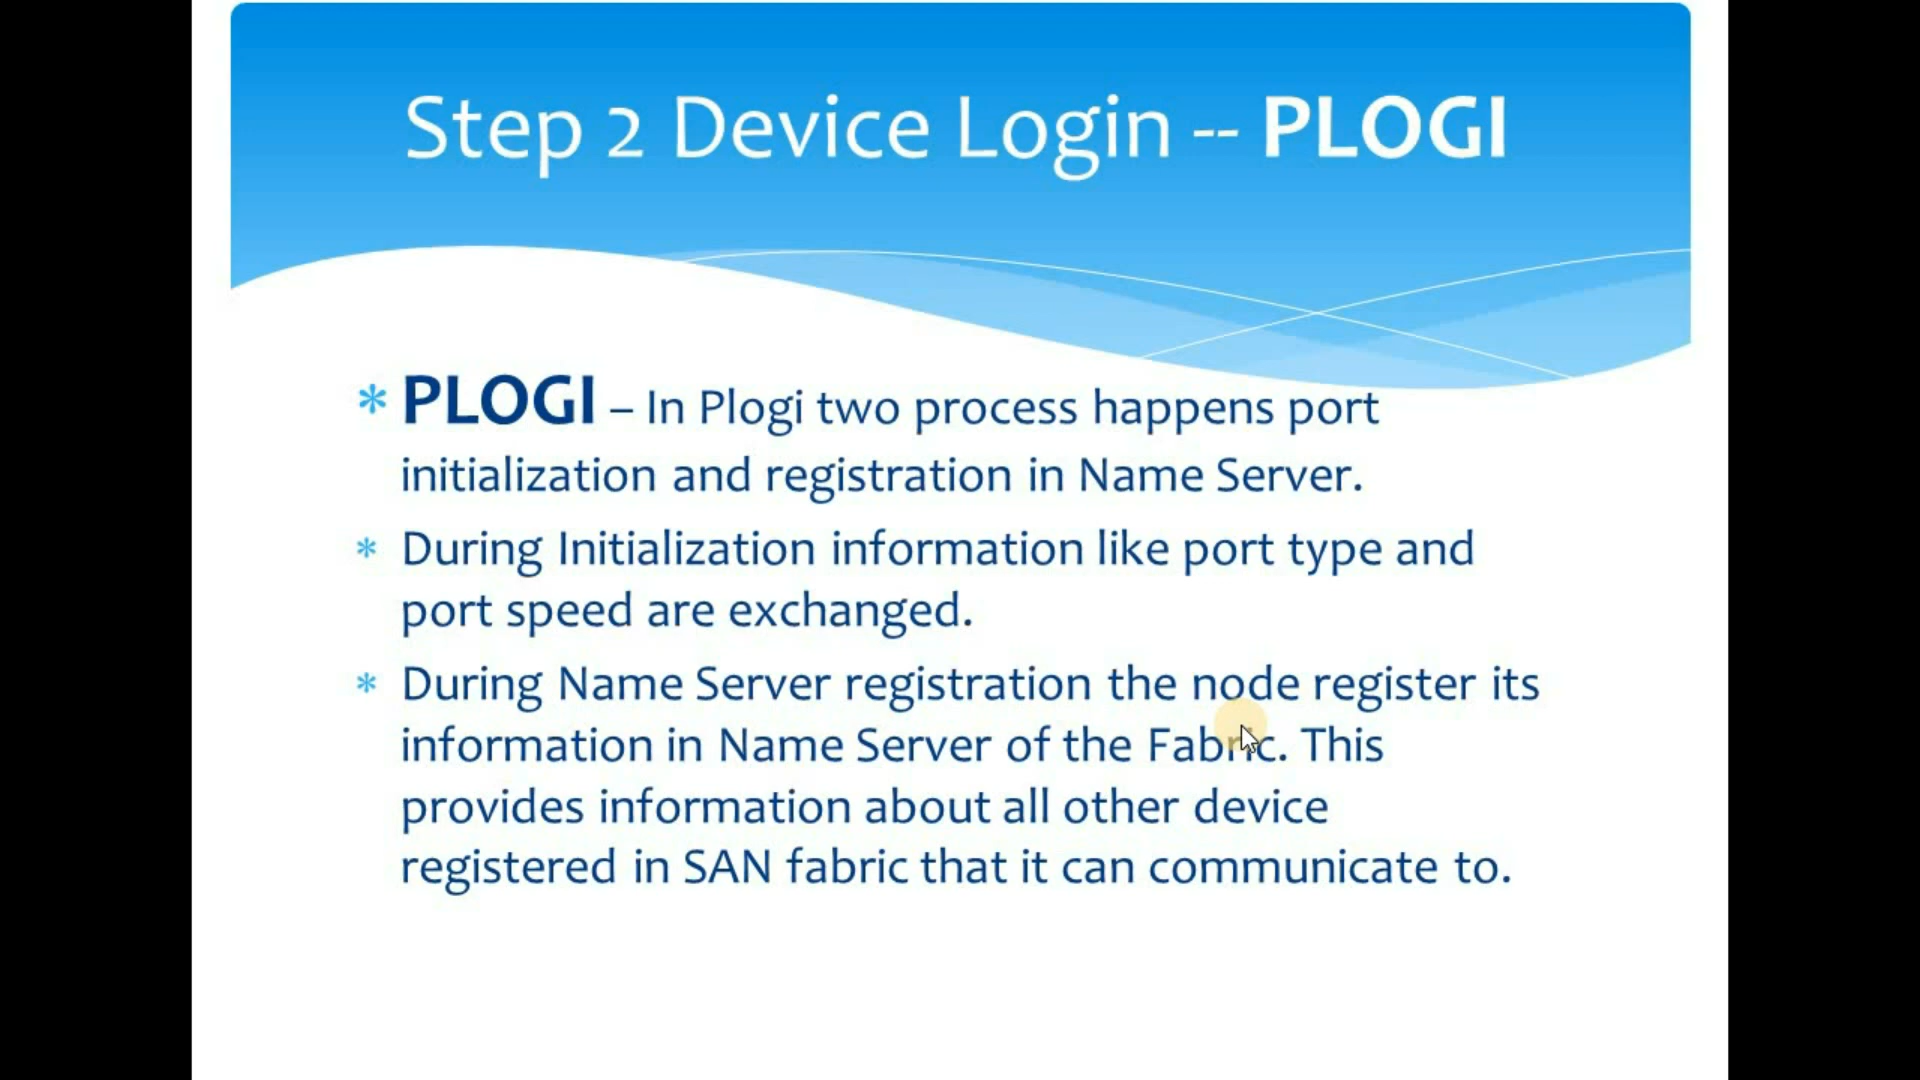 Step 2 Device Login -- PLOGI
* PLOGI – In Plogi two process happens port
initialization and registration in Name Server.
* During Initialization information like port type and
port speed are exchanged.
* During Name Server registration the node register its
information in Name Server of the Fabric. This
provides information about all other device
registered in SAN fabric that it can communicate to.